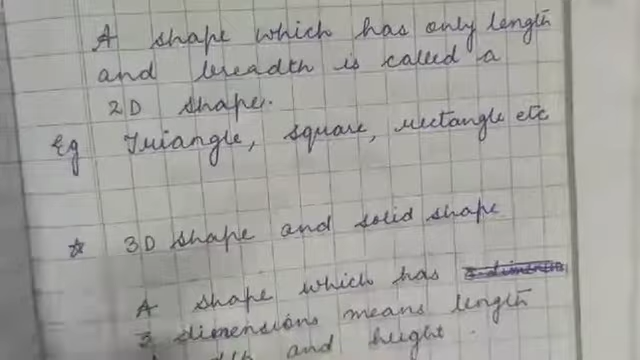 A shape which has only length
and breadth is called a
2D shape.
Eg Triangle, square, rectangle etc
☆ 3D shape and solid shape
A shape which has
3 dimensions means length
and height.